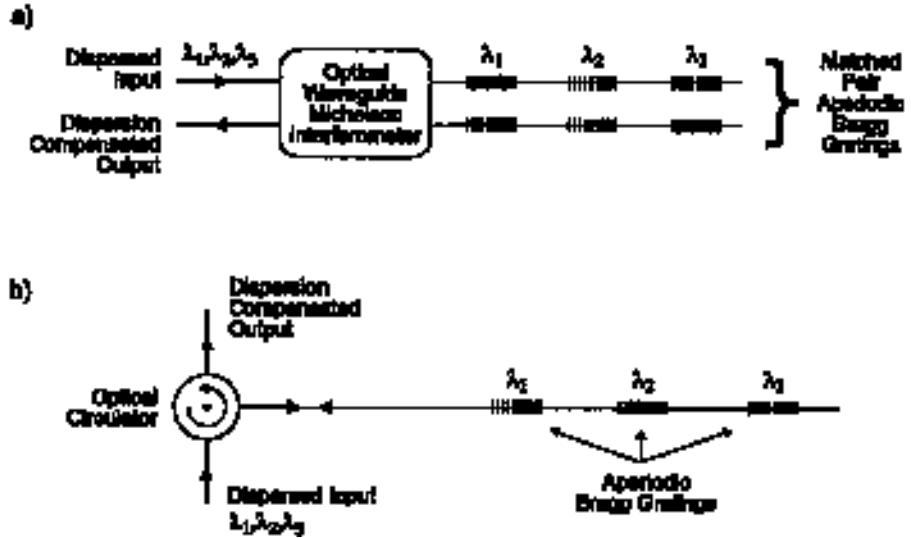 a)
Dispersed
Input
λ1,λ2,λ3
Optical
Waveguide
Michelson
Interferometer
λ1
λ2
λ3
Matched
Pair
Aperiodic
Bragg
Gratings
Dispersion
Compensated
Output
b)
Dispersion
Compensated
Output
Optical
Circulator
λ2
λ3
Dispersed Input
λ1,λ2,λ3
Aperiodic
Bragg Gratings